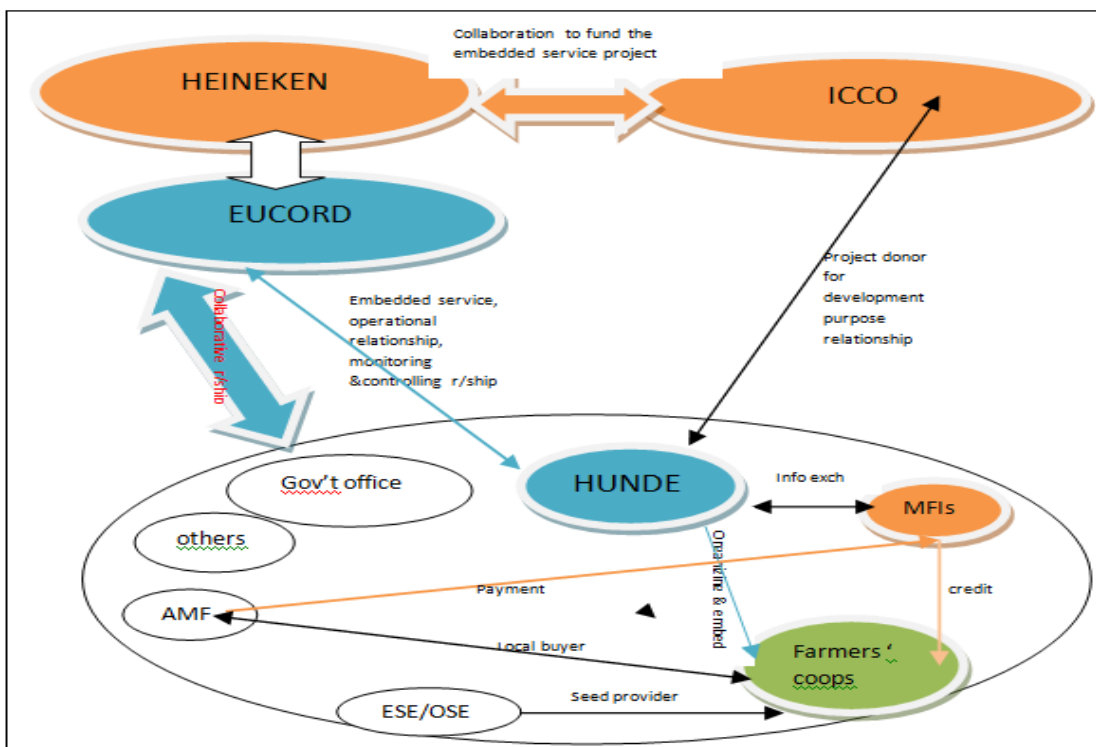 Collaboration to fund the
embedded service project
HEINEKEN
ICCO
EUCORD
Collaborative r/ship
Embedded service,
operational
relationship,
monitoring
&controlling r/ship
Project donor
for
development
purpose
relationship
Gov't office
HUNDE
Info exch
MFIs
others
Organizing & embed
Payment
credit
AMF
Local buyer
Farmers ‘
coops
Seed provider
ESE/OSE